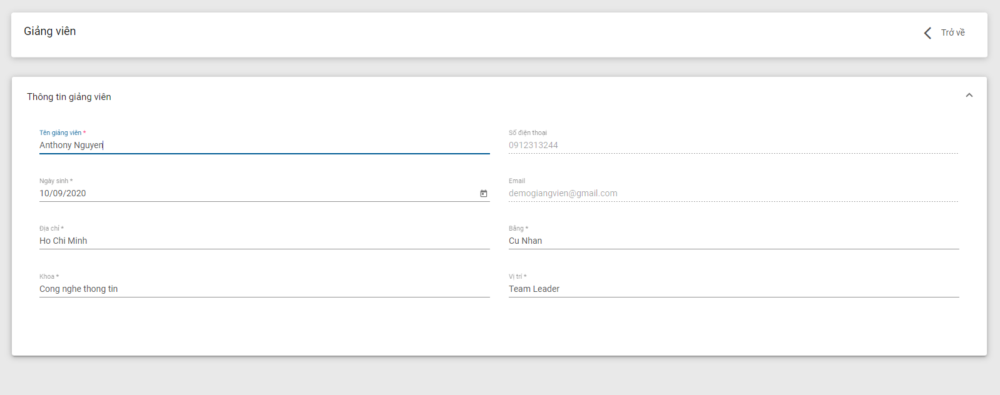 Giảng viên
Trở về
Thông tin giảng viên
Tên giảng viên *
Anthony Nguyen
Số điện thoại
0912313244
Ngày sinh *
10/09/2020
Email
demogiangvien@gmail.com
Địa chỉ *
Ho Chi Minh
Bằng *
Cu Nhan
Khoa *
Cong nghe thong tin
Vị trí *
Team Leader